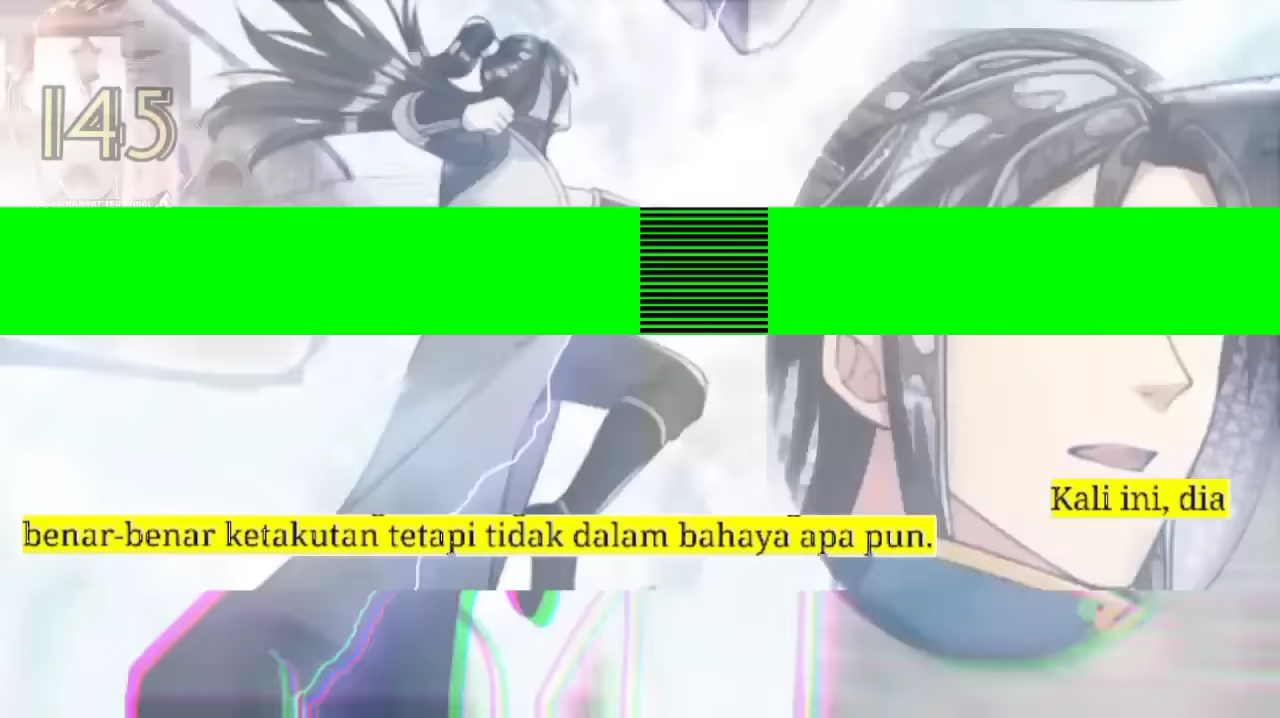 145
Kali ini, dia
benar-benar ketakutan tetapi tidak dalam bahaya apa pun.